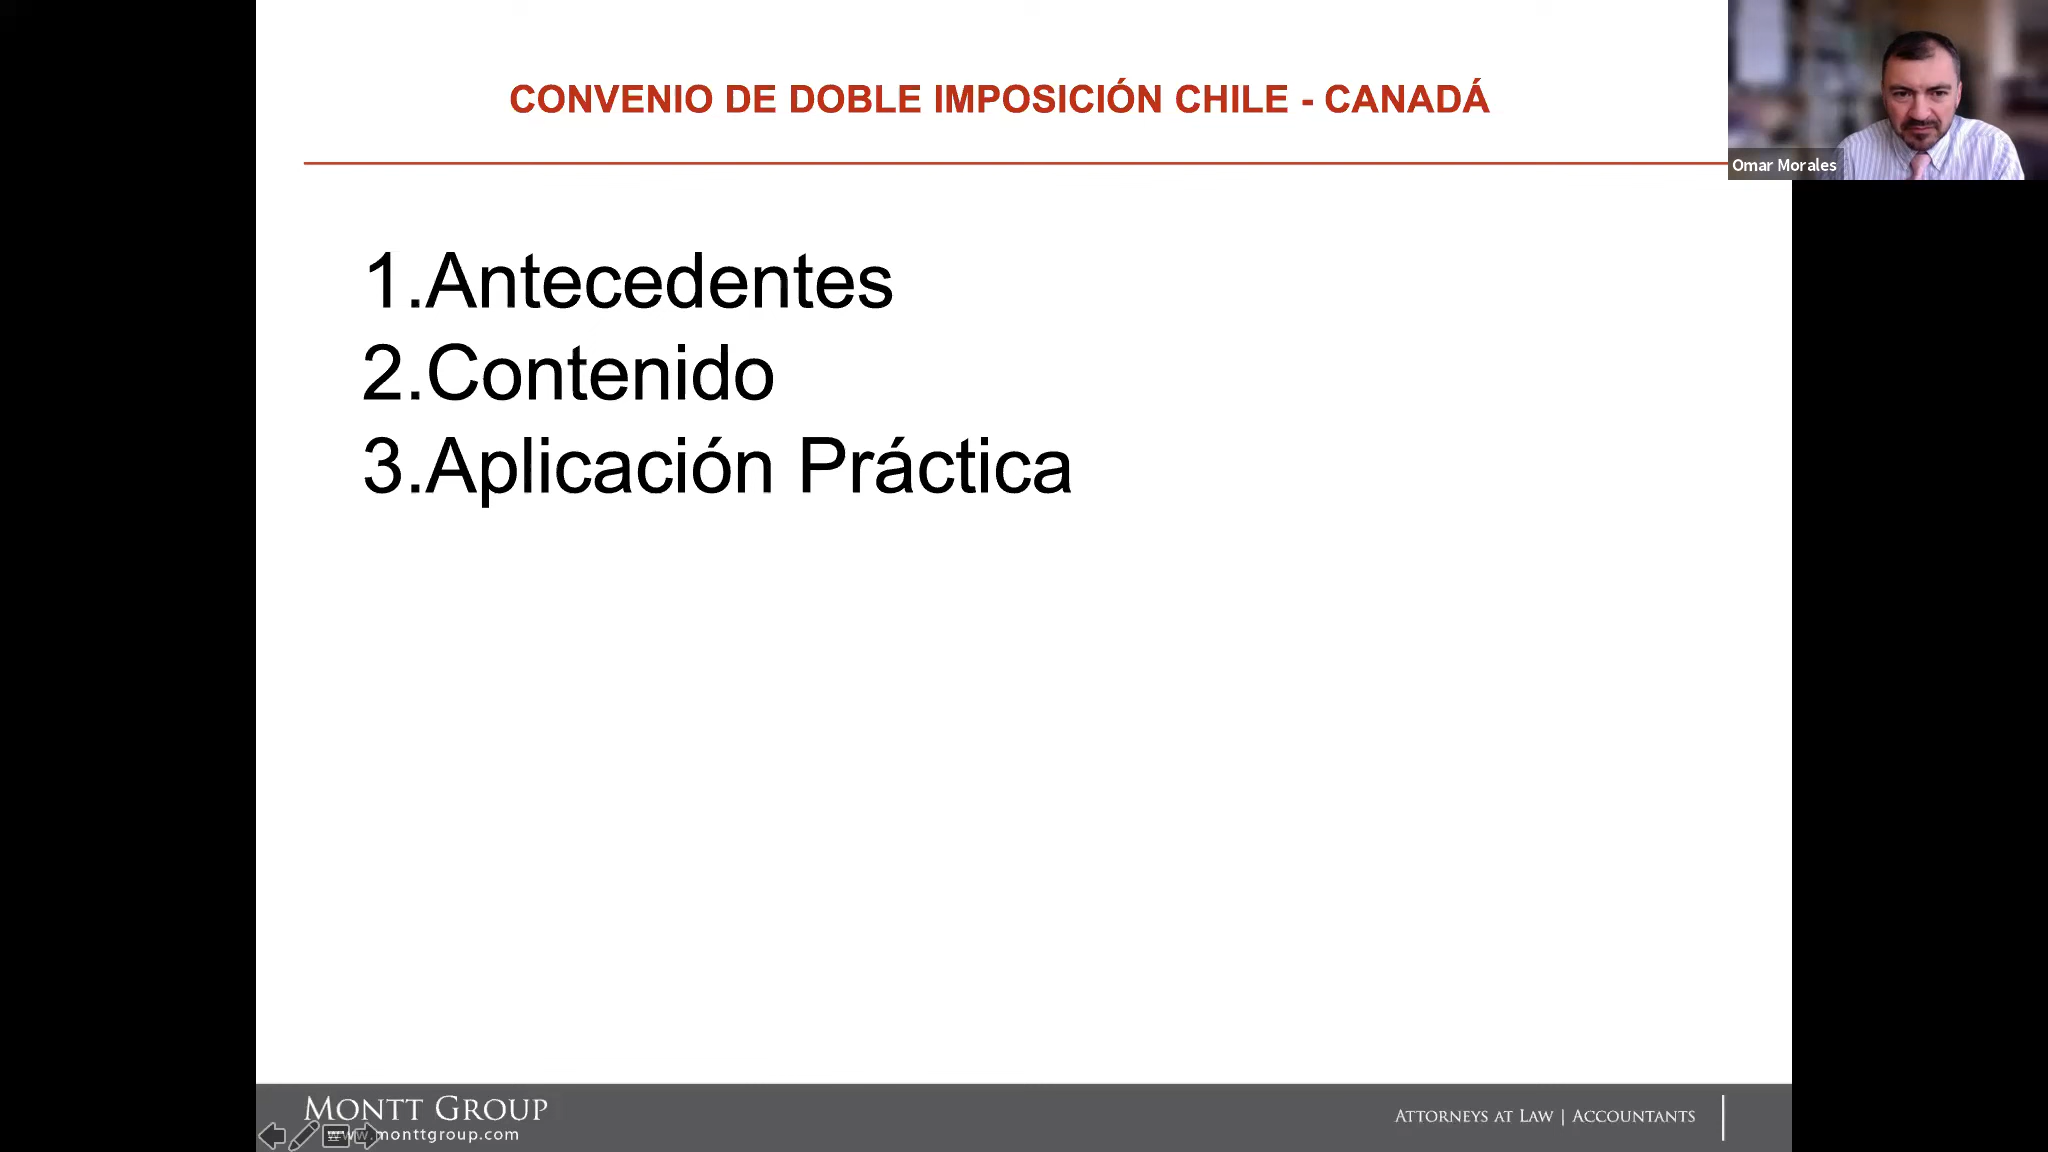 CONVENIO DE DOBLE IMPOSICIÓN CHILE - CANADÁ
Omar Morales
1.Antecedentes
2.Contenido
3.Aplicación Práctica
MONTT GROUP
www.monttgroup.com
ATTORNEYS AT LAW | ACCOUNTANTS